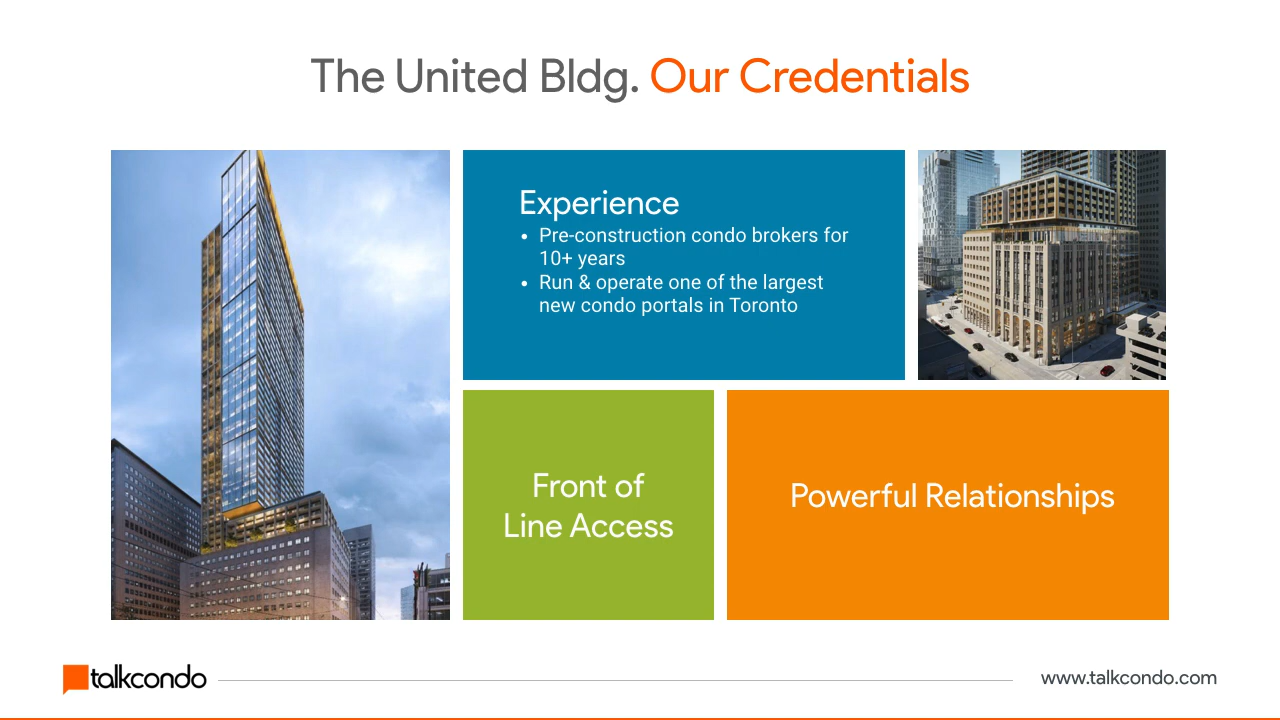 The United Bldg. Our Credentials
Experience
• Pre-construction condo brokers for
10+ years
• Run & operate one of the largest
new condo portals in Toronto
Front of
Line Access
Powerful Relationships
talkcondo
www.talkcondo.com